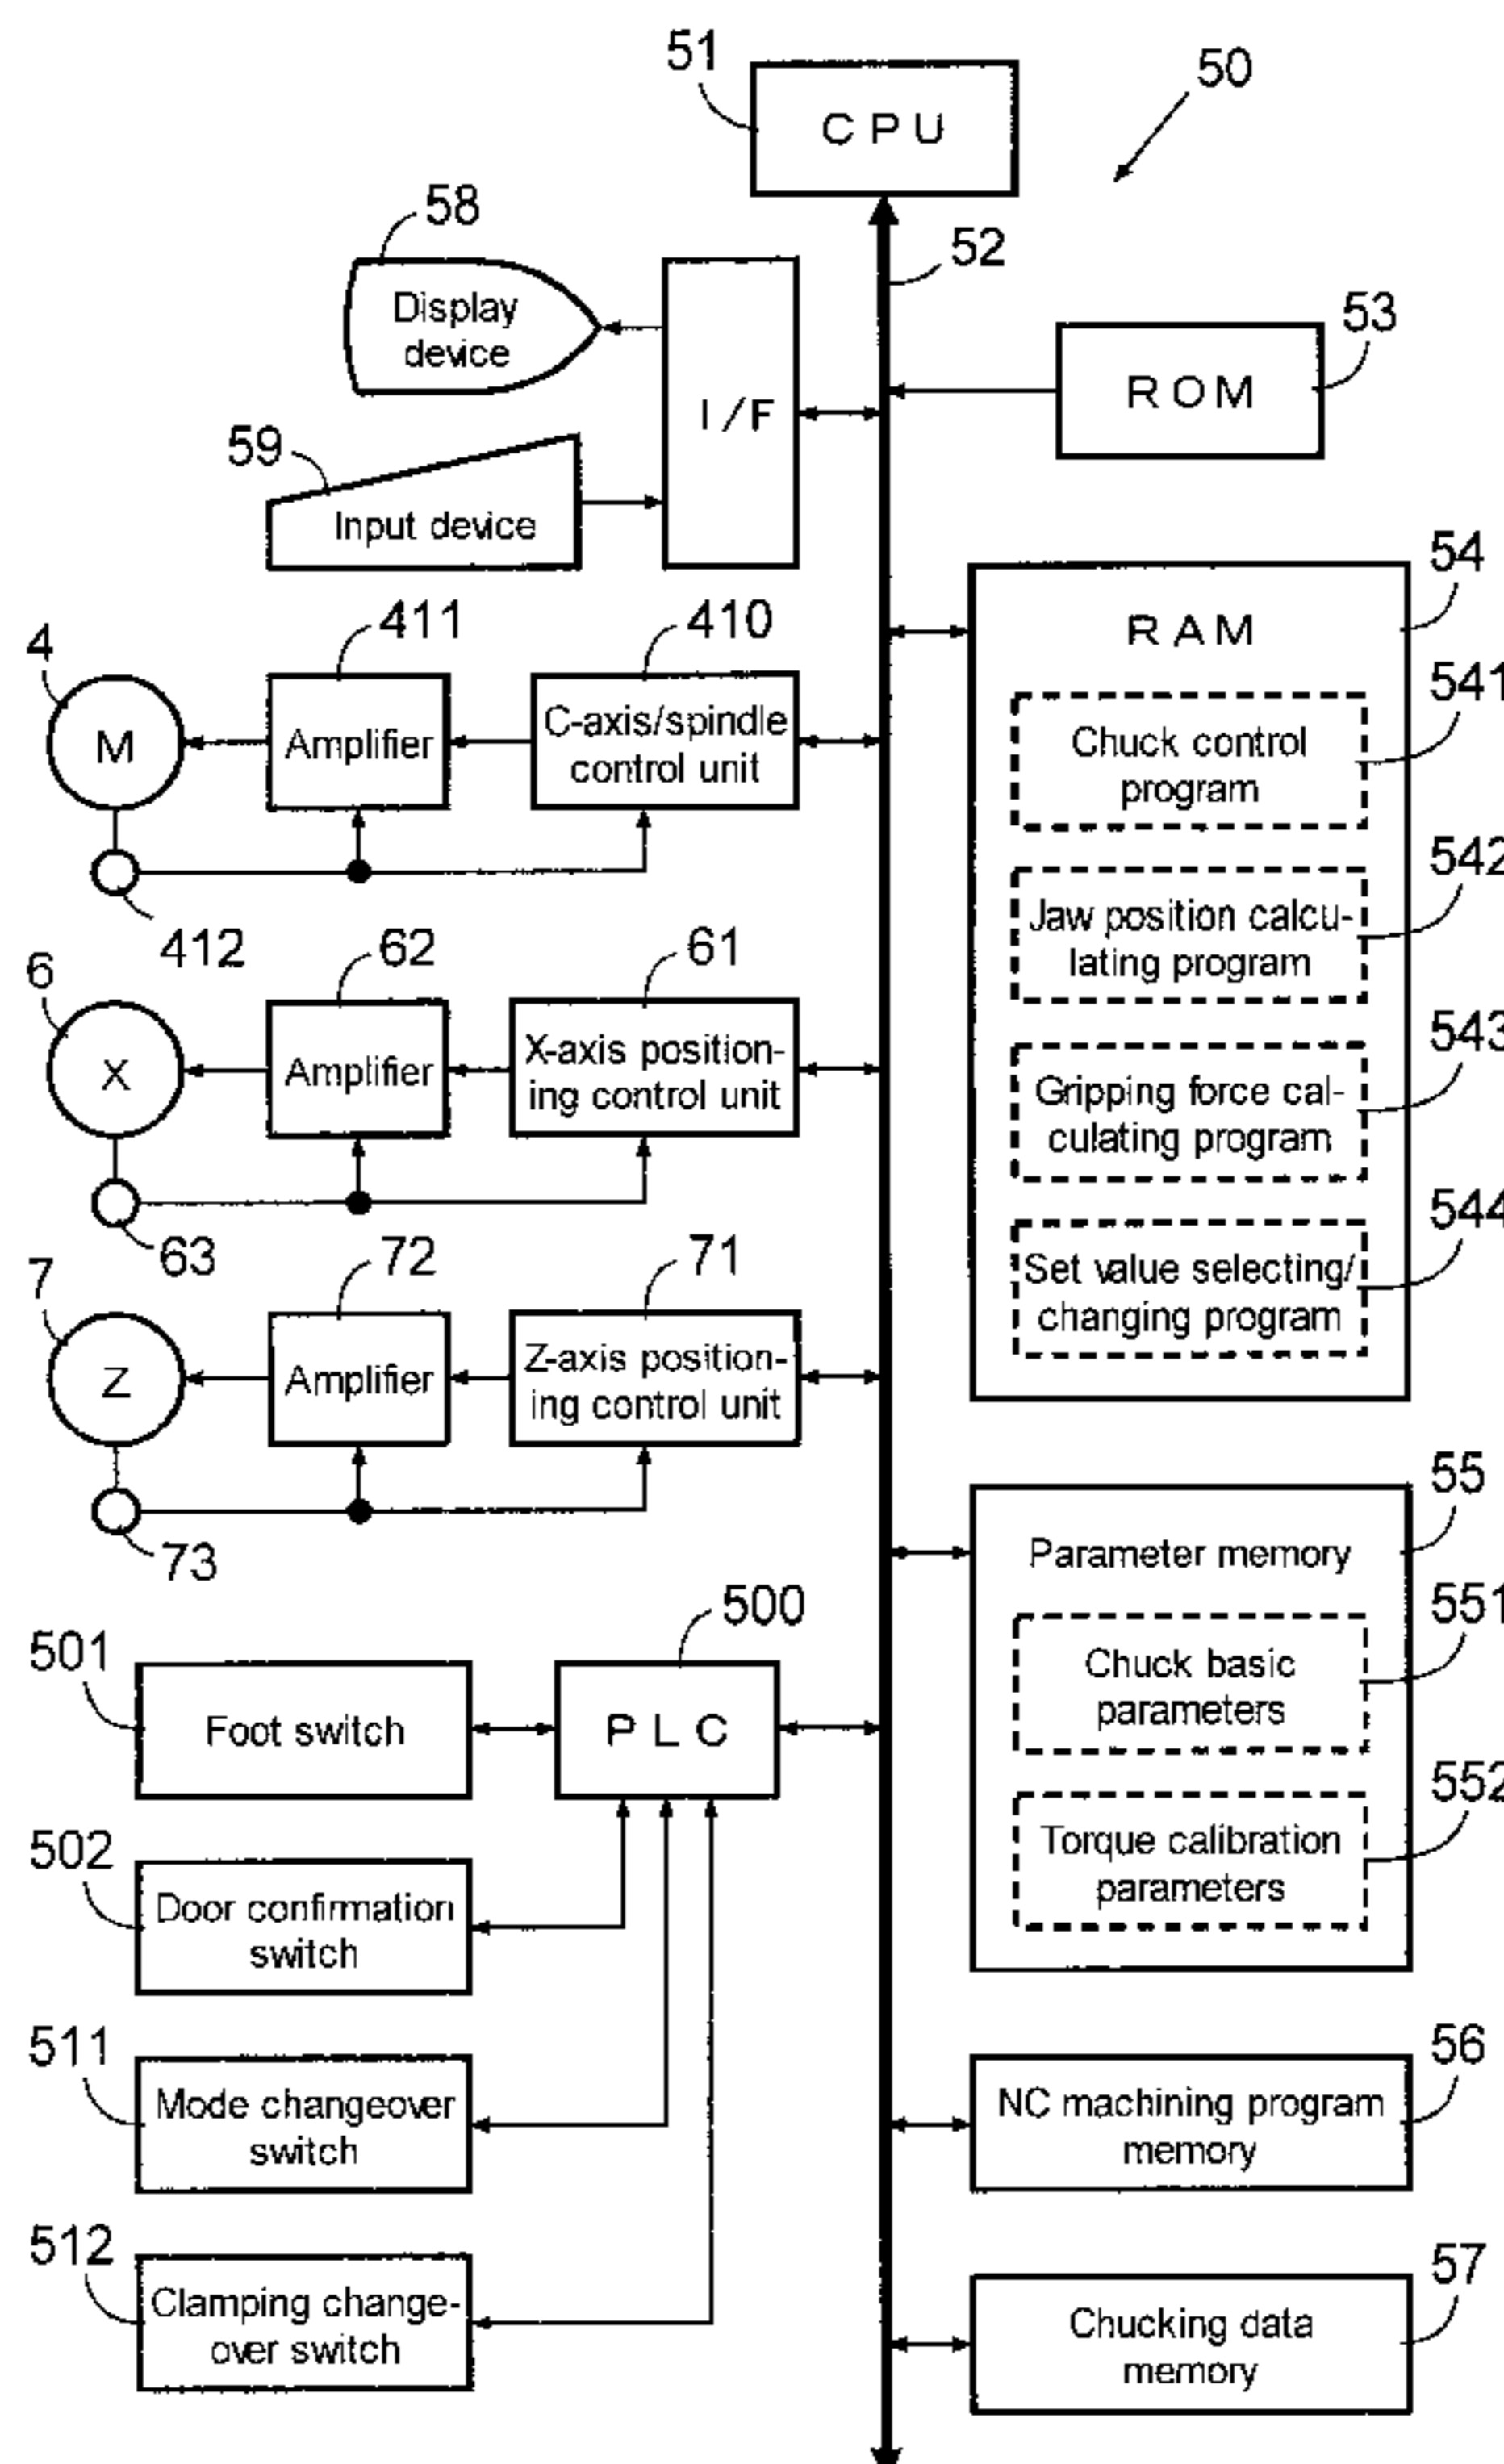 51
CPU
50
58
52
Display
device
I/F
53
ROM
59
Input device
54
RAM
4
411
410
M
Amplifier
C-axis/spindle
control unit
412
541
Chuck control
program
542
Jaw position calcu-
lating program
6
62
61
X
Amplifier
X-axis position-
ing control unit
63
543
Gripping force cal-
culating program
544
Set value selecting/
changing program
7
72
71
Z
Amplifier
Z-axis position-
ing control unit
73
55
Parameter memory
551
Chuck basic
parameters
552
Torque calibration
parameters
500
PLC
501
Foot switch
502
Door confirmation
switch
511
Mode changeover
switch
512
Clamping change-
over switch
56
NC machining program
memory
57
Chucking data
memory